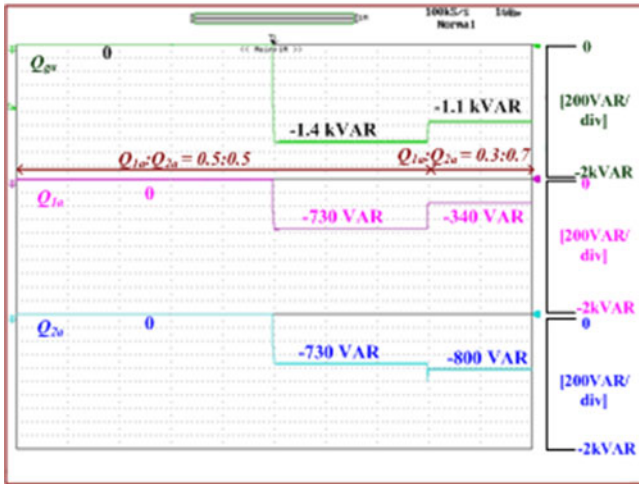 100kS/s
Normal
<< Main:1M >>
0
Q_ga
0
[200VAR/
div]
-1.4 kVAR
-1.1 kVAR
Q_1a:Q_2a = 0.5:0.5
Q_1a:Q_2a = 0.3:0.7
-2kVAR
0
Q_1a
0
-730 VAR
-340 VAR
[200VAR/
div]
-2kVAR
0
Q_2a
0
-730 VAR
-800 VAR
[200VAR/
div]
-2kVAR